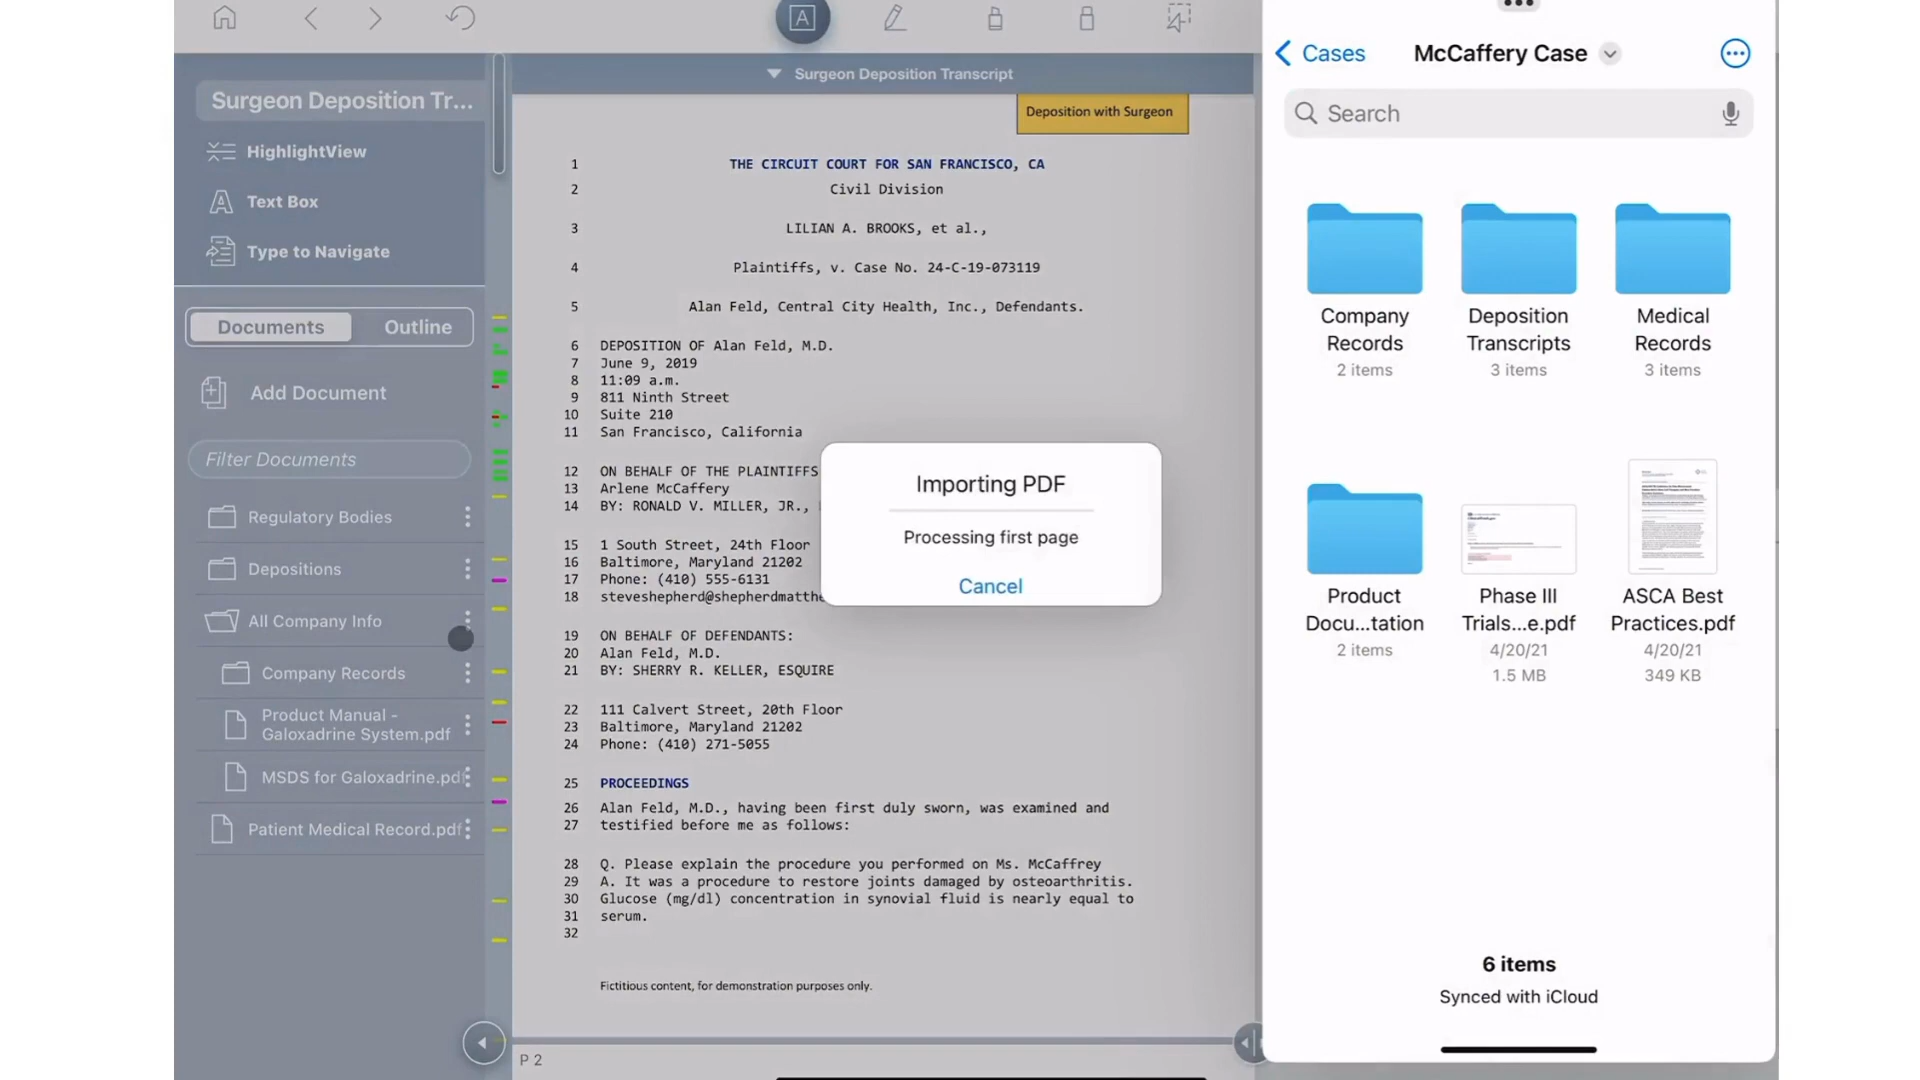 Surgeon Deposition Tr...
HighlightView
Text Box
Type to Navigate
Documents
Outline
Add Document
Filter Documents
Regulatory Bodies
Depositions
All Company Info
Company Records
Product Manual -
Galoxadrine System.pdf
MSDS for Galoxadrine.pdf
Patient Medical Record.pdf
A
Surgeon Deposition Transcript
Deposition with Surgeon
1 THE CIRCUIT COURT FOR SAN FRANCISCO, CA
2 Civil Division
3 LILIAN A. BROOKS, et al.,
4 Plaintiffs, v. Case No. 24-C-19-073119
5 Alan Feld, Central City Health, Inc., Defendants.
6 DEPOSITION OF Alan Feld, M.D.
7 June 9, 2019
8 11:09 a.m.
9 811 Ninth Street
10 Suite 210
11 San Francisco, California
12 ON BEHALF OF THE PLAINTIFFS
13 Arlene McCaffery
14 BY: RONALD V. MILLER, JR.,
15 1 South Street, 24th Floor
16 Baltimore, Maryland 21202
17 Phone: (410) 555-6131
18 steveshepherd@shepherdmatthe
19 ON BEHALF OF DEFENDANTS:
20 Alan Feld, M.D.
21 BY: SHERRY R. KELLER, ESQUIRE
22 111 Calvert Street, 20th Floor
23 Baltimore, Maryland 21202
24 Phone: (410) 271-5055
25 PROCEEDINGS
26 Alan Feld, M.D., having been first duly sworn, was examined and
27 testified before me as follows:
28 Q. Please explain the procedure you performed on Ms. McCaffrey
29 A. It was a procedure to restore joints damaged by osteoarthritis.
30 Glucose (mg/dl) concentration in synovial fluid is nearly equal to
31 serum.
32
Fictitious content, for demonstration purposes only.
P 2
Importing PDF
Processing first page
Cancel
Cases
McCaffery Case
Search
Company
Records
2 items
Deposition
Transcripts
3 items
Medical
Records
3 items
Product
Docu...tation
2 items
Phase III
Trials...e.pdf
4/20/21
1.5 MB
ASCA Best
Practices.pdf
4/20/21
349 KB
6 items
Synced with iCloud